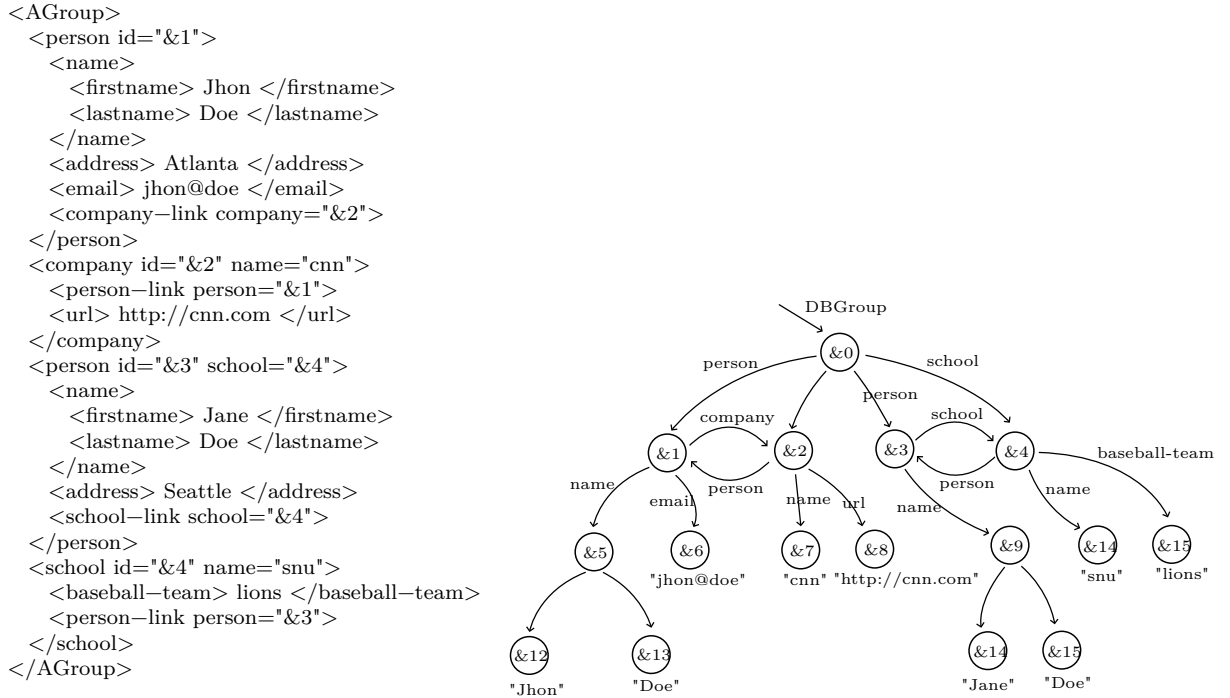 <AGroup>
<person id="&1">
<name>
<firstname> Jhon </firstname>
<lastname> Doe </lastname>
</name>
<address> Atlanta </address>
<email> jhon@doe </email>
<company−link company="&2">
</person>
<company id="&2" name="cnn">
<person−link person="&1">
<url> http://cnn.com </url>
</company>
<person id="&3" school="&4">
<name>
<firstname> Jane </firstname>
<lastname> Doe </lastname>
</name>
<address> Seattle </address>
<school−link school="&4">
</person>
<school id="&4" name="snu">
<baseball−team> lions </baseball−team>
<person−link person="&3">
</school>
</AGroup>
DBGroup
&0
person
school
person
company
school
&1
&2
&3
&4
baseball-team
person
person
name
email
name
url
name
name
&5
&6
&7
&8
&9
&14
&15
"jhon@doe"
"cnn"
"http://cnn.com"
"snu"
"lions"
&12
&13
&14
&15
"Jhon"
"Doe"
"Jane"
"Doe"